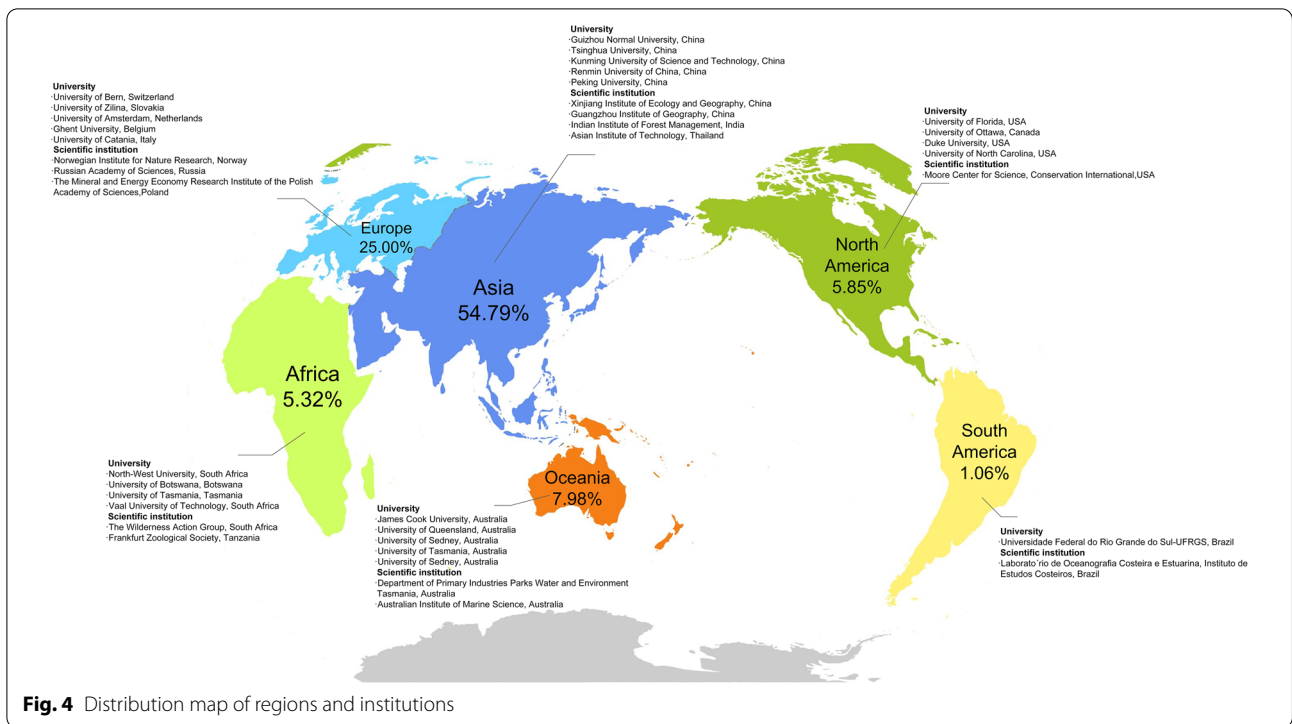 University
·Guizhou Normal University, China
·Tsinghua University, China
·Kunming University of Science and Technology, China
·Renmin University of China, China
·Peking University, China
Scientific institution
·Xinjiang Institute of Ecology and Geography, China
·Guangzhou Institute of Geography, China
·Indian Institute of Forest Management, India
·Asian Institute of Technology, Thailand
University
·University of Bern, Switzerland
·University of Zilina, Slovakia
·University of Amsterdam, Netherlands
·Ghent University, Belgium
·University of Catania, Italy
Scientific institution
·Norwegian Institute for Nature Research, Norway
·Russian Academy of Sciences, Russia
·The Mineral and Energy Economy Research Institute of the Polish
Academy of Sciences,Poland
University
·University of Florida, USA
·University of Ottawa, Canada
·Duke University, USA
·University of North Carolina, USA
Scientific institution
·Moore Center for Science, Conservation International,USA
Europe
25.00%
Asia
54.79%
North
America
5.85%
Africa
5.32%
South
America
1.06%
Oceania
7.98%
University
·North-West University, South Africa
·University of Botswana, Botswana
·University of Tasmania, Tasmania
·Vaal University of Technology, South Africa
Scientific institution
·The Wilderness Action Group, South Africa
·Frankfurt Zoological Society, Tanzania
University
·James Cook University, Australia
·University of Queensland, Australia
·University of Sedney, Australia
·University of Tasmania, Australia
·University of Sedney, Australia
Scientific institution
·Department of Primary Industries Parks Water and Environment
Tasmania, Australia
·Australian Institute of Marine Science, Australia
University
·Universidade Federal do Rio Grande do Sul-UFRGS, Brazil
Scientific institution
·Laborato´rio de Oceanografia Costeira e Estuarina, Instituto de
Estudos Costeiros, Brazil
Fig. 4 Distribution map of regions and institutions